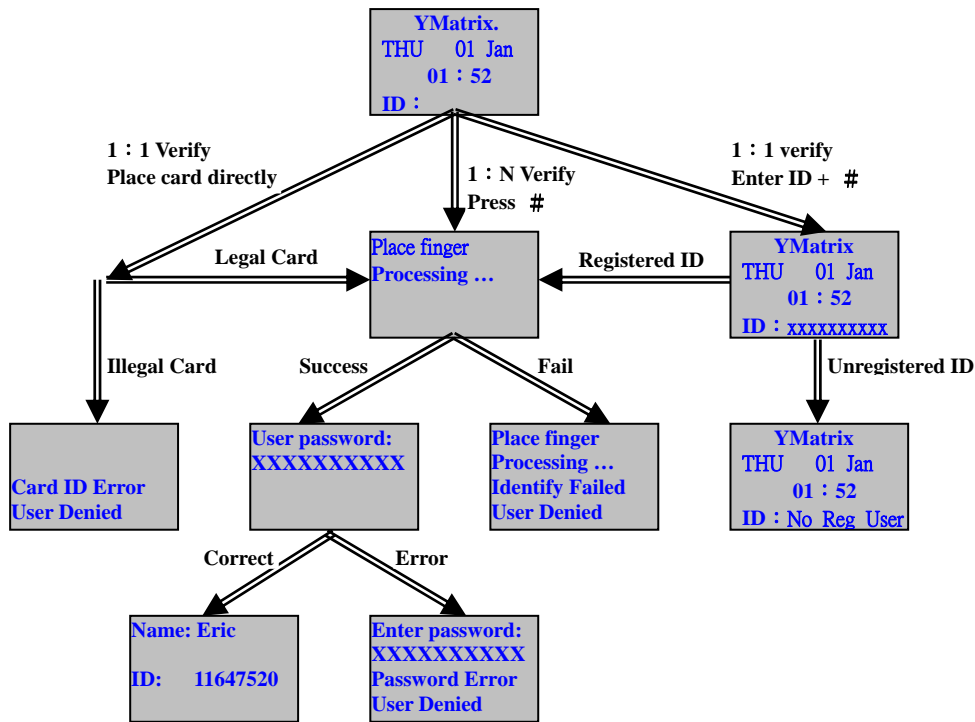 YMatrix.
THU 01 Jan
01：52
ID：
1：1 Verify
Place card directly
1：N Verify
Press ＃
1：1 verify
Enter ID + ＃
Legal Card
Place finger
Processing …
Registered ID
YMatrix
THU 01 Jan
01：52
ID：xxxxxxxxxx
Illegal Card
Success
Fail
Unregistered ID
Card ID Error
User Denied
User password:
XXXXXXXXXX
Place finger
Processing …
Identify Failed
User Denied
YMatrix
THU 01 Jan
01：52
ID：No Reg User
Correct
Error
Name: Eric
ID: 11647520
Enter password:
XXXXXXXXXX
Password Error
User Denied